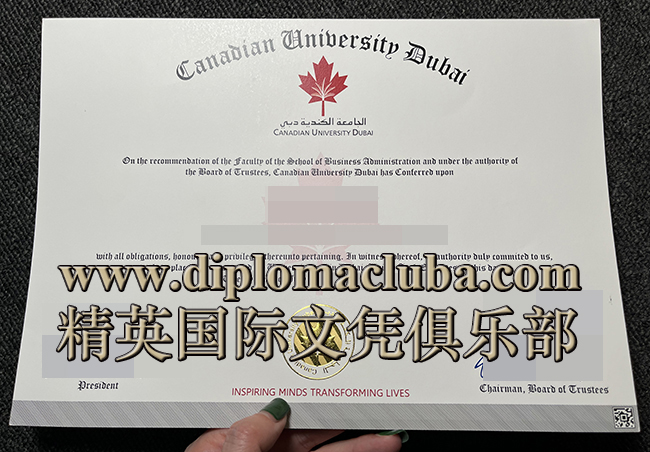 Canadian University Dubai
الجامعة الكندية دبي
CANADIAN UNIVERSITY DUBAI
On the recommendation of the Faculty of the School of Business Administration and under the authority of
the Board of Trustees, Canadian University Dubai has Conferred upon
with all obligations, thereunto pertaining. In witness authority duly commited to us,
www.diplomacluba.com
精英国际文凭俱乐部
President
Chairman, Board of Trustees
INSPIRING MINDS TRANSFORMING LIVES